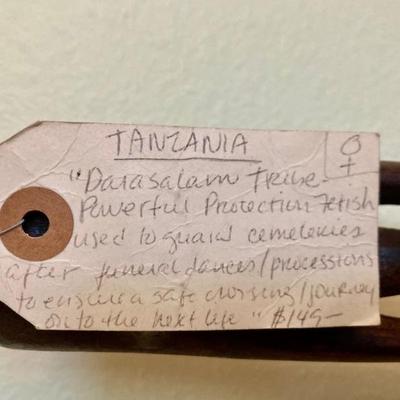 TANZANIA ♀
"Darasalam Tribe-
Powerful Protection fetish
used to guard cemeteries
after funeral dances/processions
to ensure a safe crossing/journey
on to the next life" $149-